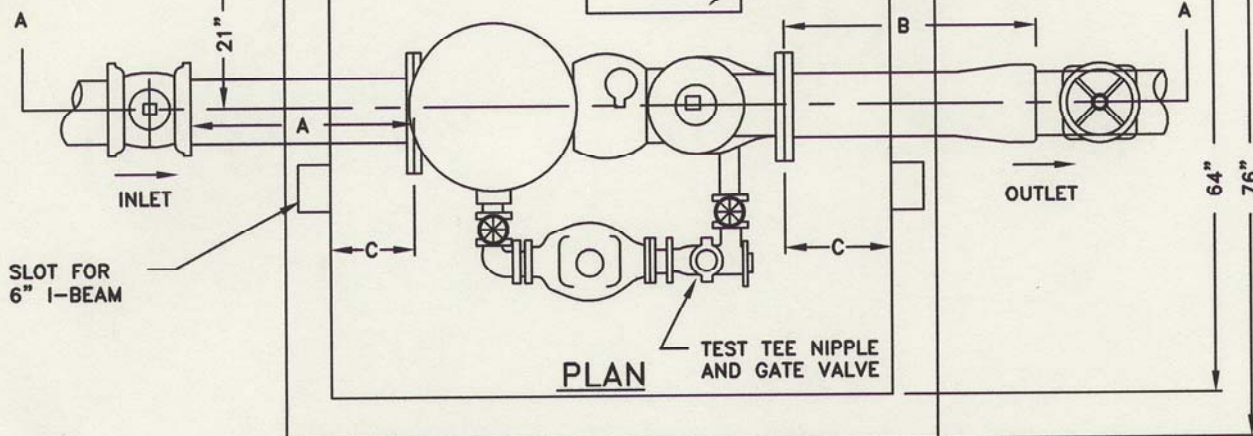 A
21"
B
A
A
INLET
OUTLET
64"
76"
C
C
SLOT FOR
6" I-BEAM
TEST TEE NIPPLE
AND GATE VALVE
PLAN